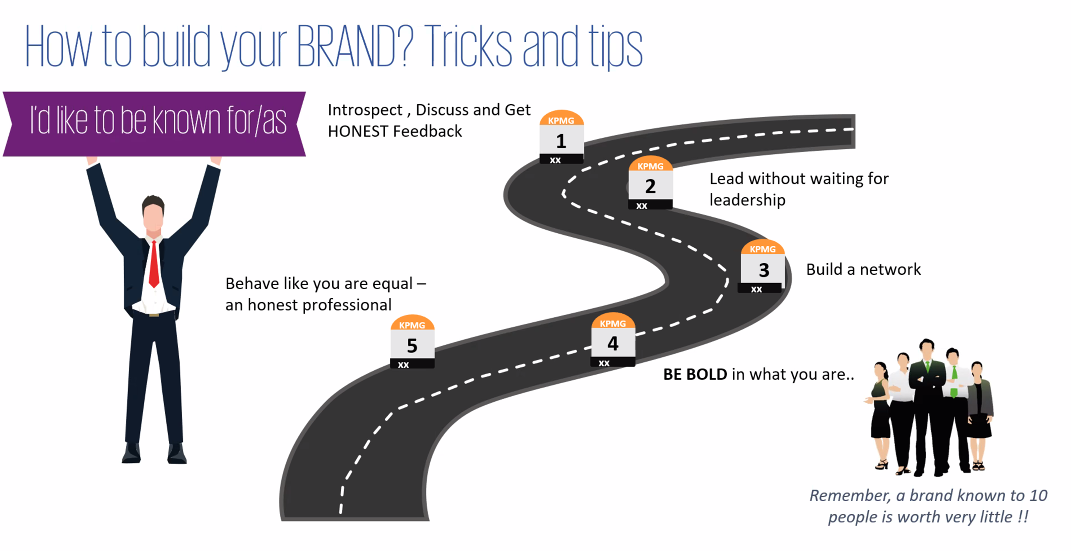 How to build your BRAND? Tricks and tips
I'd like to be known for/as
Introspect , Discuss and Get
HONEST Feedback
KPMG
1
xx
KPMG
2
xx
Lead without waiting for
leadership
KPMG
3
xx
Build a network
KPMG
4
xx
BE BOLD in what you are..
Behave like you are equal –
an honest professional
KPMG
5
xx
Remember, a brand known to 10
people is worth very little !!